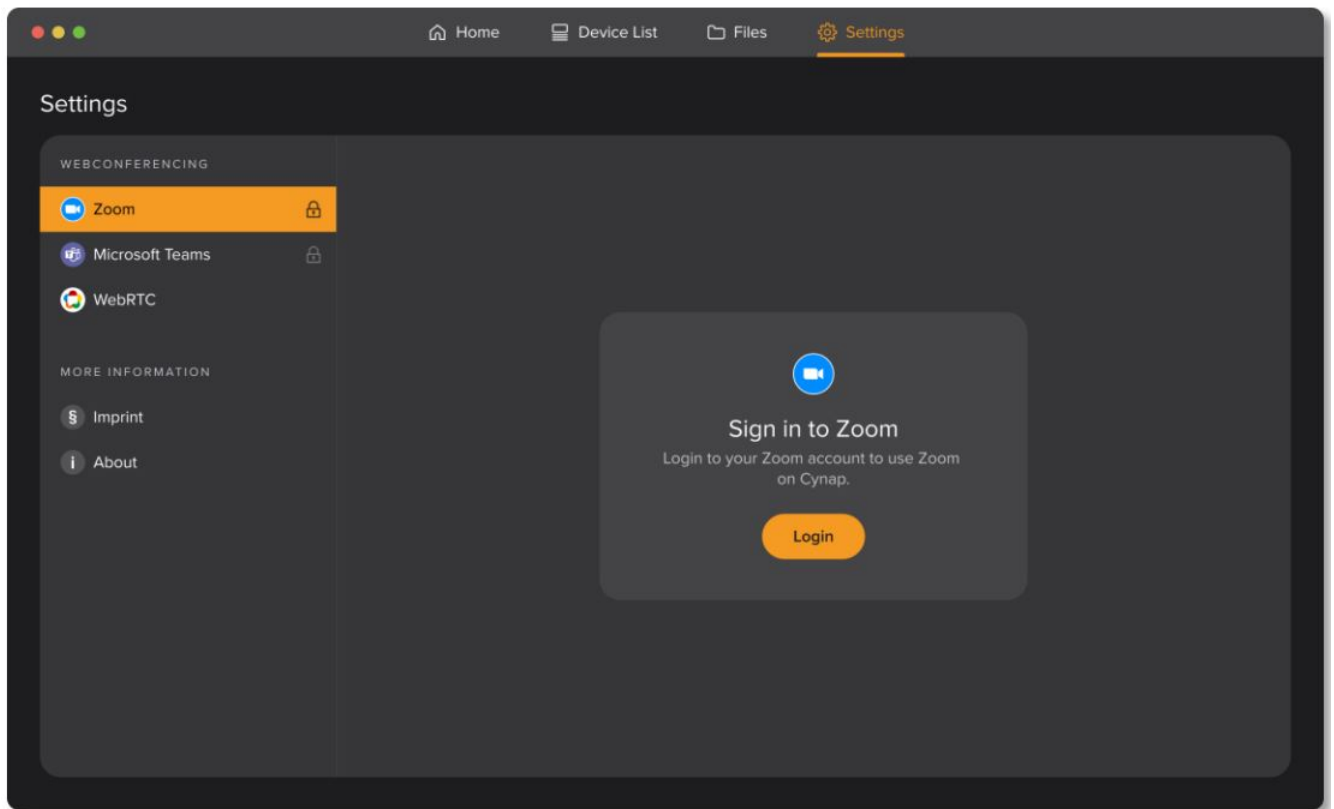 Home
Device List
Files
Settings
Settings
WEBCONFERENCING
Zoom
Microsoft Teams
WebRTC
MORE INFORMATION
§ Imprint
i About
Sign in to Zoom
Login to your Zoom account to use Zoom
on Cynap.
Login